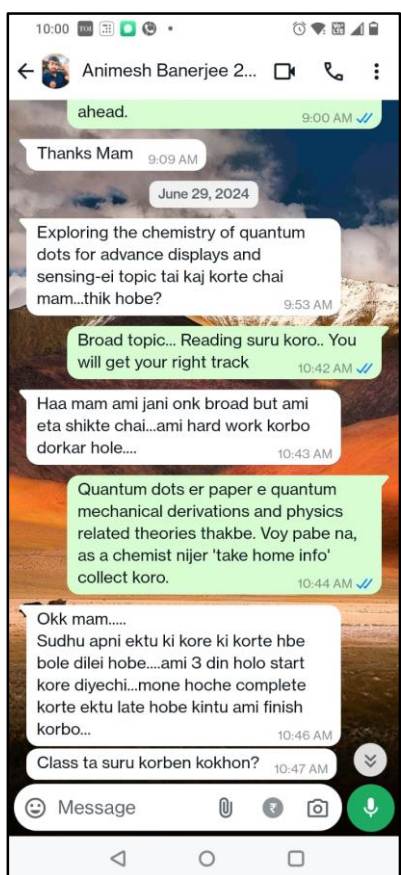 10:00
TOI
Animesh Banerjee 2...
ahead.
9:00 AM
Thanks Mam 9:09 AM
June 29, 2024
Exploring the chemistry of quantum
dots for advance displays and
sensing-ei topic tai kaj korte chai
mam...thik hobe?
9:53 AM
Broad topic... Reading suru koro.. You
will get your right track
10:42 AM
Haa mam ami jani onk broad but ami
eta shikte chai...ami hard work korbo
dorkar hole....
10:43 AM
Quantum dots er paper e quantum
mechanical derivations and physics
related theories thakbe. Voy pabe na,
as a chemist nijer 'take home info'
collect koro.
10:44 AM
Okk mam.....
Sudhu apni ektu ki kore ki korte hbe
bole dilei hobe....ami 3 din holo start
kore diyechi...mone hoche complete
korte ektu late hobe kintu ami finish
korbo...
10:46 AM
Class ta suru korben kokhon? 10:47 AM
Message